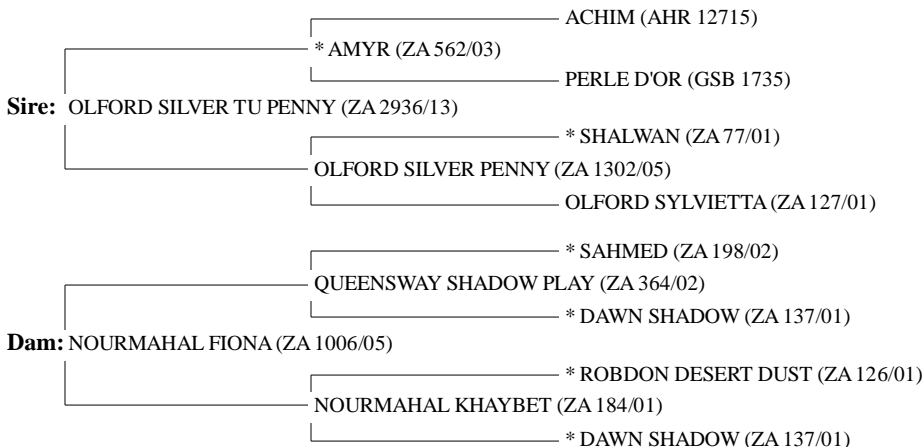 ACHIM (AHR 12715)
* AMYR (ZA 562/03)
PERLE D'OR (GSB 1735)
Sire: OLFORD SILVER TU PENNY (ZA 2936/13)
* SHALWAN (ZA 77/01)
OLFORD SILVER PENNY (ZA 1302/05)
OLFORD SYLVIETTA (ZA 127/01)
* SAHMED (ZA 198/02)
QUEENSWAY SHADOW PLAY (ZA 364/02)
* DAWN SHADOW (ZA 137/01)
Dam: NOURMAHAL FIONA (ZA 1006/05)
* ROBDON DESERT DUST (ZA 126/01)
NOURMAHAL KHAYBET (ZA 184/01)
* DAWN SHADOW (ZA 137/01)